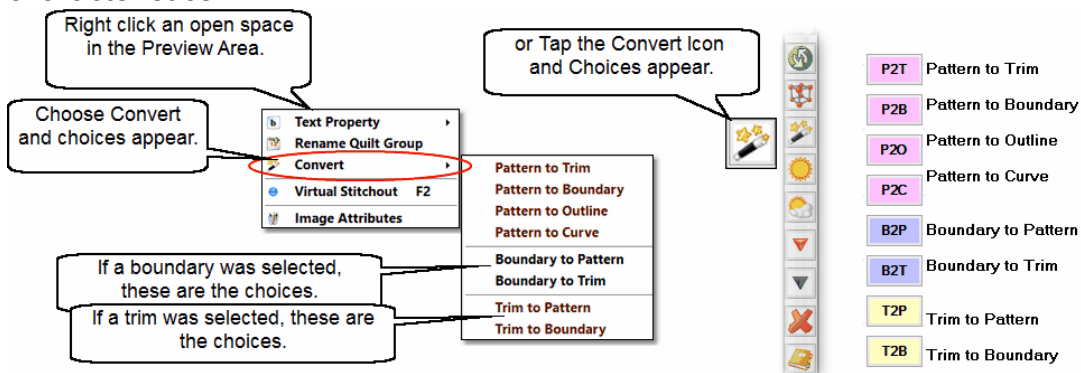 Right click an open space
in the Preview Area.
or Tap the Convert Icon
and Choices appear.
Choose Convert
and choices appear.
Text Property
Rename Quilt Group
Convert
Virtual Stitchout F2
Image Attributes
Pattern to Trim
Pattern to Boundary
Pattern to Outline
Pattern to Curve
Boundary to Pattern
Boundary to Trim
Trim to Pattern
Trim to Boundary
If a boundary was selected,
these are the choices.
If a trim was selected, these are
the choices.
P2T Pattern to Trim
P2B Pattern to Boundary
P2O Pattern to Outline
P2C Pattern to Curve
B2P Boundary to Pattern
B2T Boundary to Trim
T2P Trim to Pattern
T2B Trim to Boundary